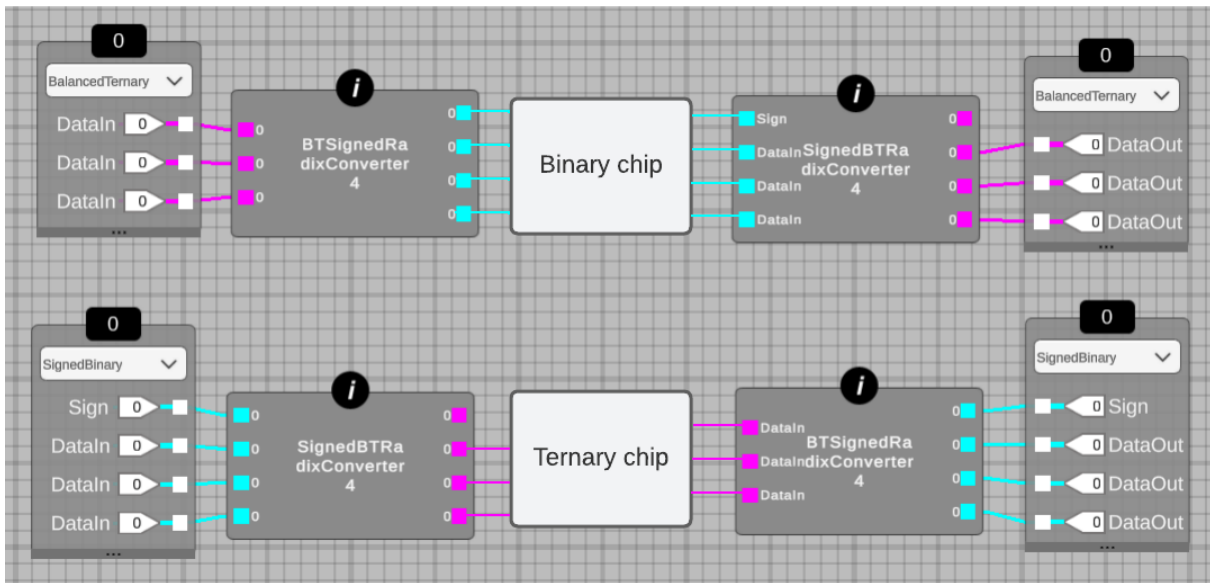 0
BalancedTernary
DataIn 0
DataIn 0
DataIn 0
...
i
BTSignedRa
dixConverter
4
0
0
0
0
0
0
0
Binary chip
i
SignedBTRa
dixConverter
4
Sign
DataIn
DataIn
DataIn
0
0
0
0
0
BalancedTernary
0 DataOut
0 DataOut
0 DataOut
...
0
SignedBinary
Sign 0
DataIn 0
DataIn 0
DataIn 0
...
i
SignedBTRa
dixConverter
4
0
0
0
0
0
0
0
0
Ternary chip
i
BTSignedRa
dixConverter
4
DataIn
DataIn
DataIn
0
0
0
0
0
SignedBinary
0 Sign
0 DataOut
0 DataOut
0 DataOut
...